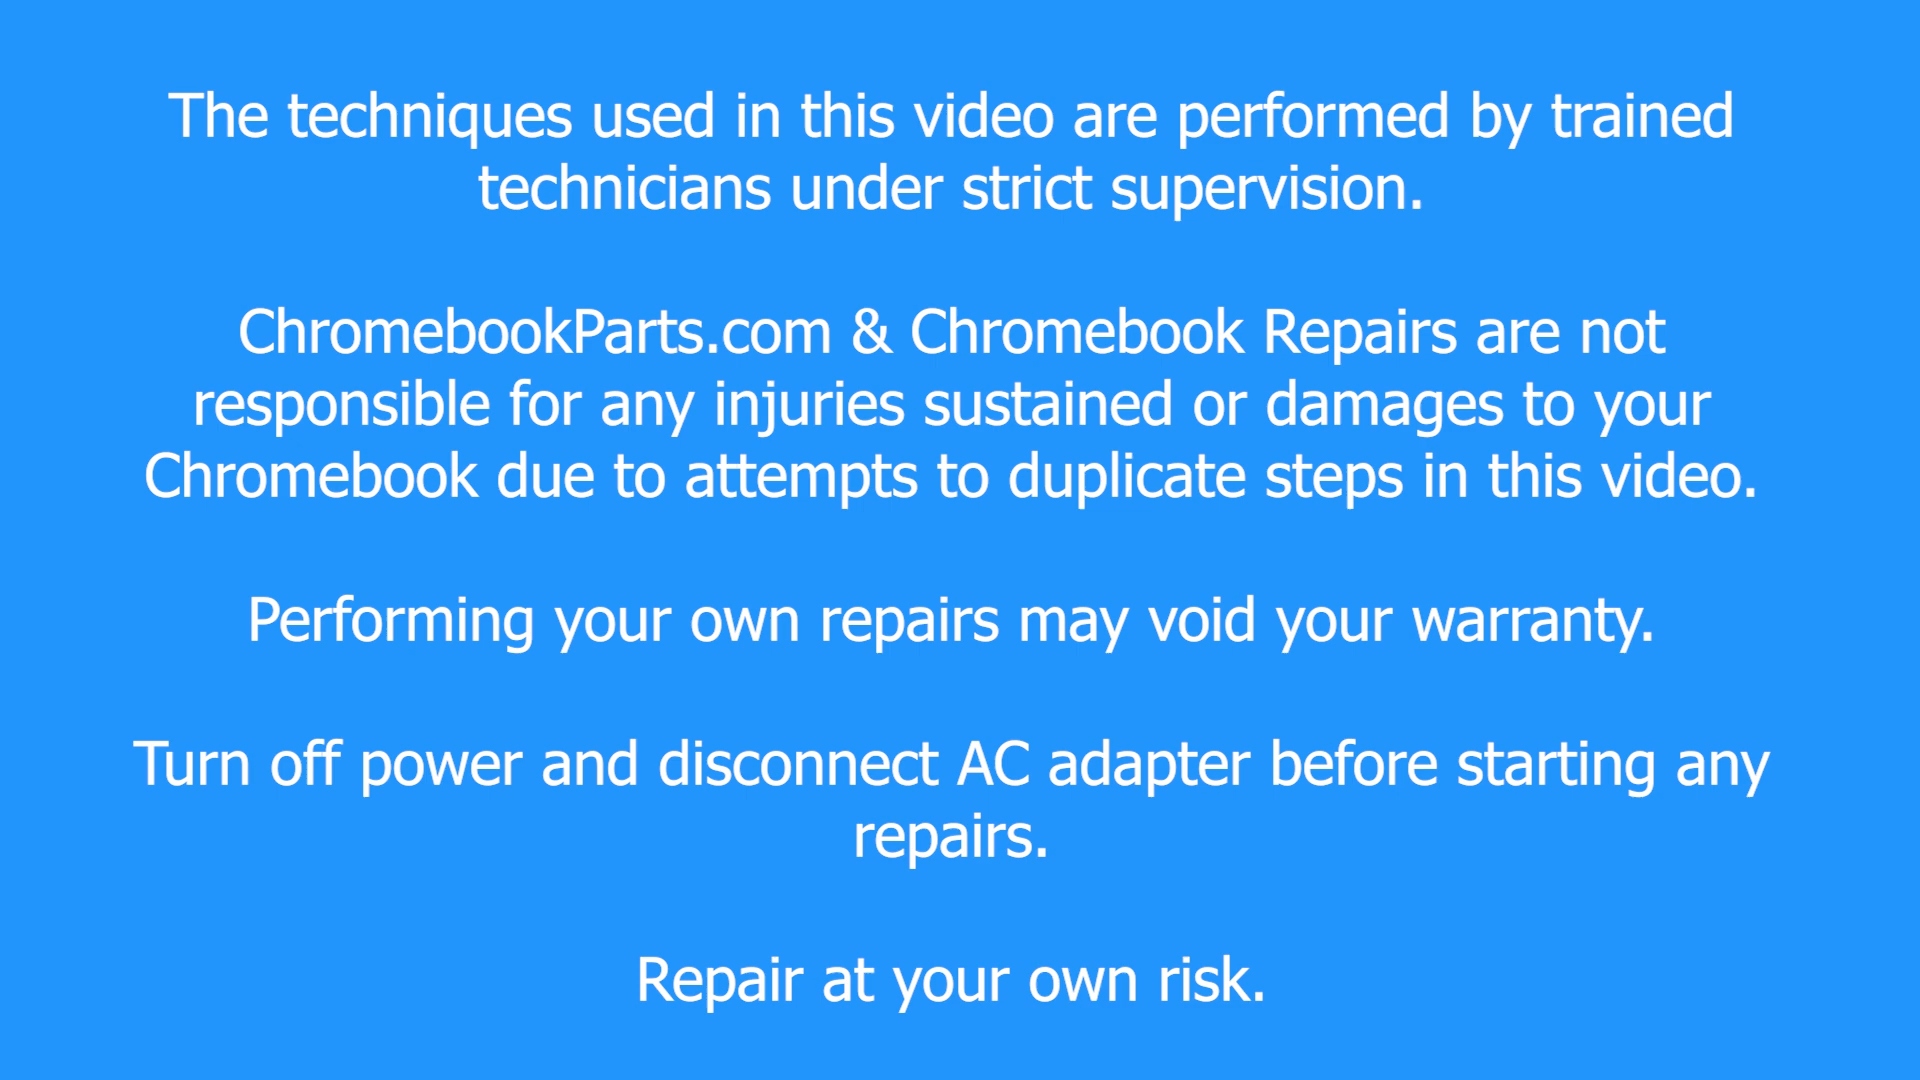 The techniques used in this video are performed by trained
technicians under strict supervision.
ChromebookParts.com & Chromebook Repairs are not
responsible for any injuries sustained or damages to your
Chromebook due to attempts to duplicate steps in this video.
Performing your own repairs may void your warranty.
Turn off power and disconnect AC adapter before starting any
repairs.
Repair at your own risk.